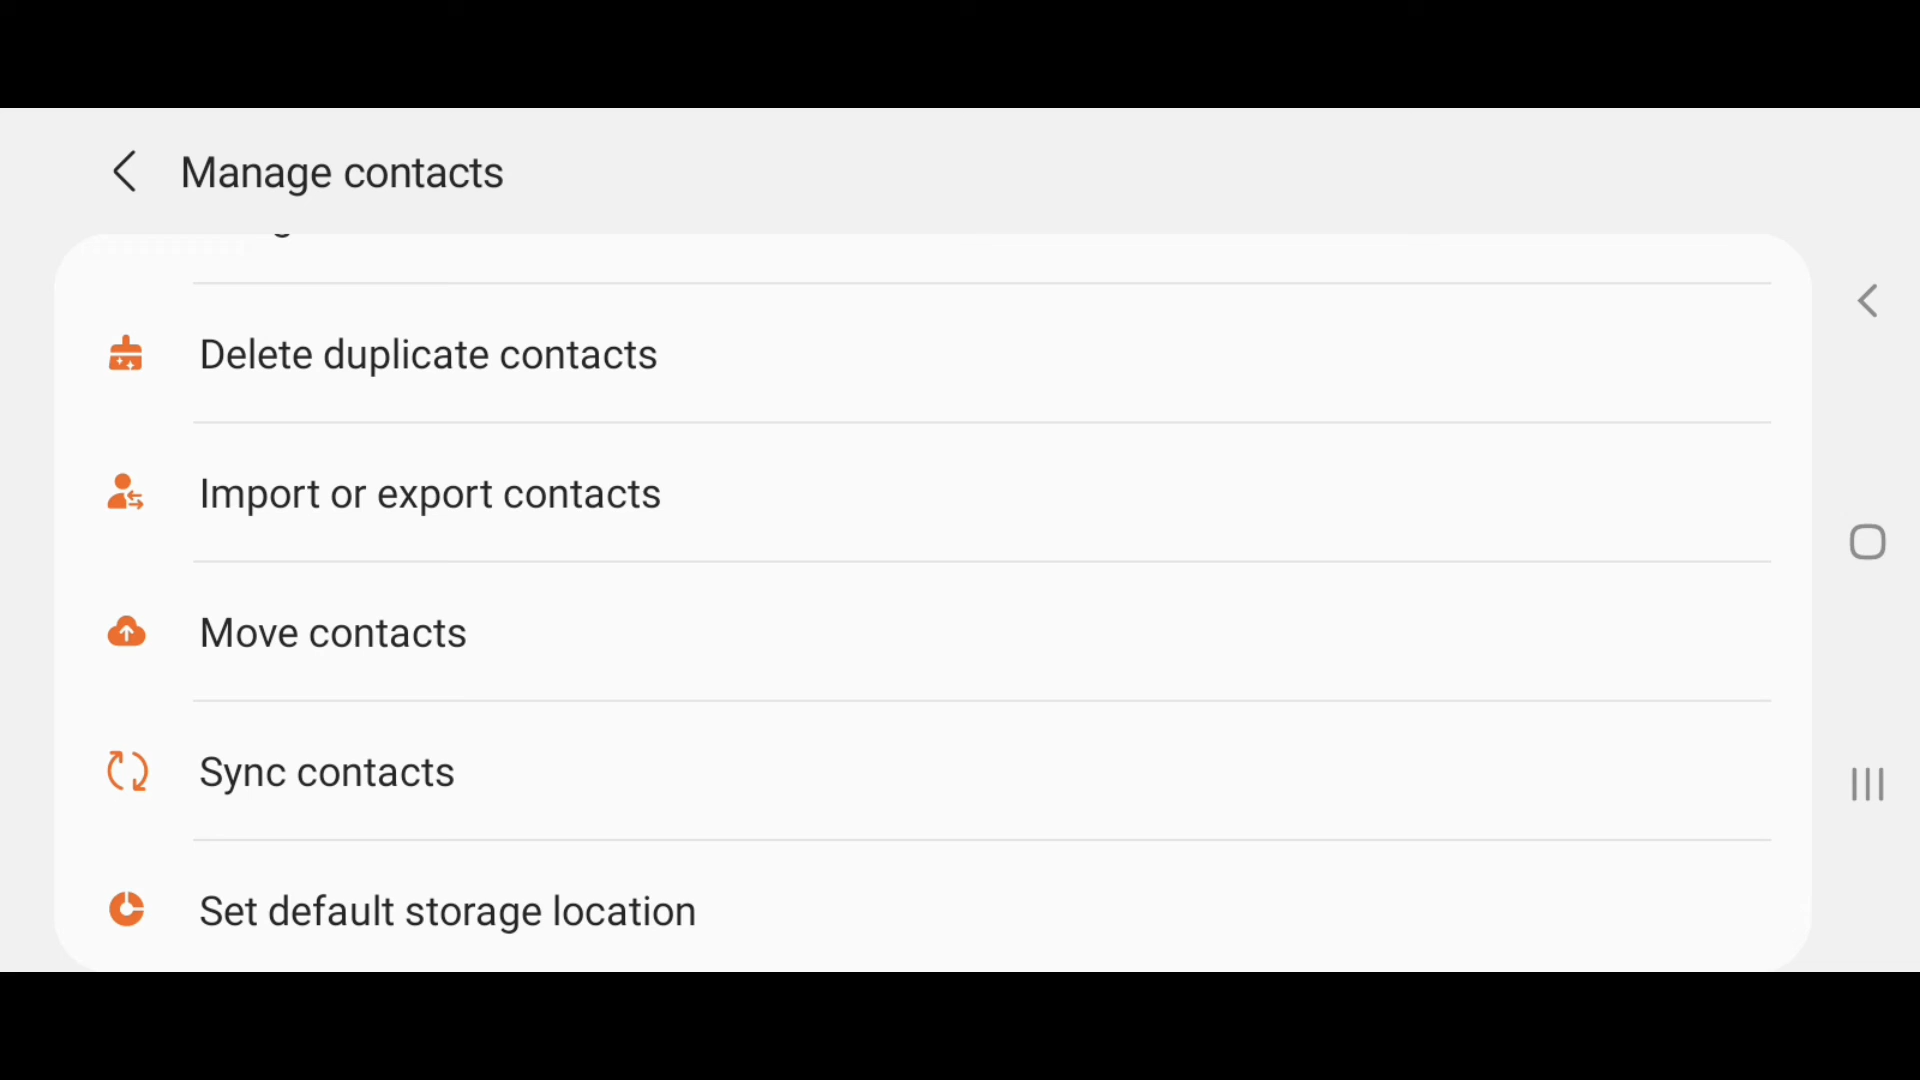 Manage contacts
Delete duplicate contacts
Import or export contacts
Move contacts
Sync contacts
Set default storage location